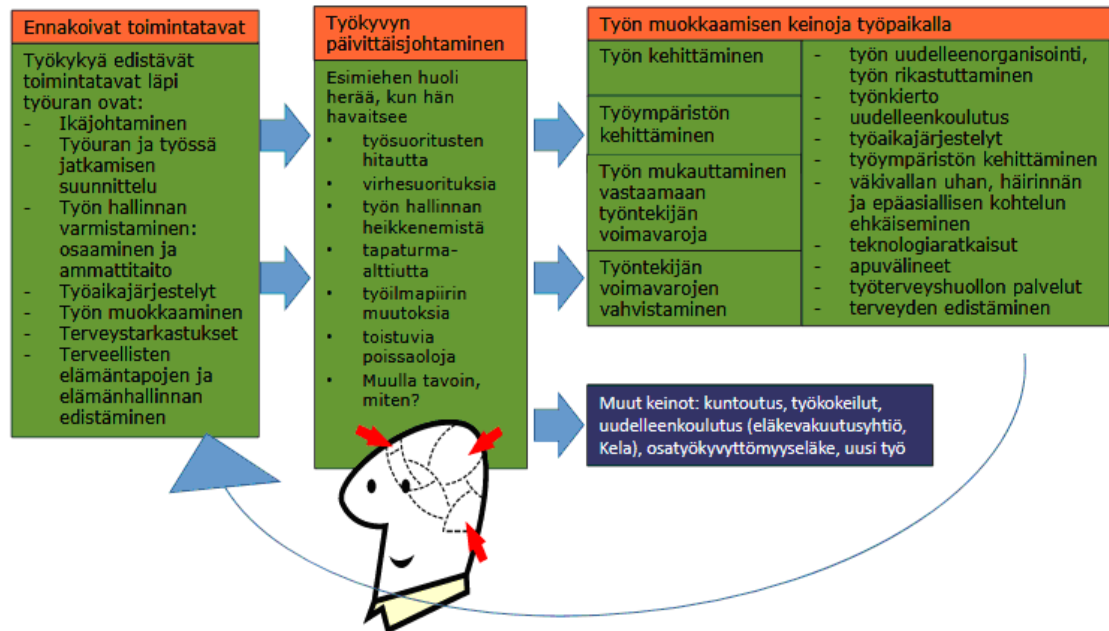 Ennakoivat toimintatavat
Työkykyä edistävät
toimintatavat läpi
työuran ovat:
- Ikäjohtaminen
- Työuran ja työssä
jatkamisen
suunnittelu
- Työn hallinnan
varmistaminen:
osaaminen ja
ammattitaito
- Työaikajärjestelyt
- Työn muokkaaminen
- Terveystarkastukset
- Terveellisten
elämäntapojen ja
elämänhallinnan
edistäminen
Työkyvyn
päivittäisjohtaminen
Esimiehen huoli
herää, kun hän
havaitsee
• työsuoritusten
hitautta
• virhesuorituksia
• työn hallinnan
heikkenemistä
• tapaturma-
alttiutta
• työilmapiirin
muutoksia
• toistuvia
poissaoloja
• Muulla tavoin,
miten?
Työn muokkaamisen keinoja työpaikalla
Työn kehittäminen
Työympäristön
kehittäminen
Työn mukauttaminen
vastaamaan
työntekijän
voimavaroja
Työntekijän
voimavarojen
vahvistaminen
- työn uudelleenorganisointi,
työn rikastuttaminen
- työnkierto
- uudelleenkoulutus
- työaikajärjestelyt
- työympäristön kehittäminen
- väkivallan uhan, häirinnän
ja epäasiallisen kohtelun
ehkäiseminen
- teknologiaratkaisut
- apuvälineet
- työterveyshuollon palvelut
- terveyden edistäminen
Muut keinot: kuntoutus, työkokeilut,
uudelleenkoulutus (eläkevakuutusyhtiö,
Kela), osatyökyvyttömyyseläke, uusi työ